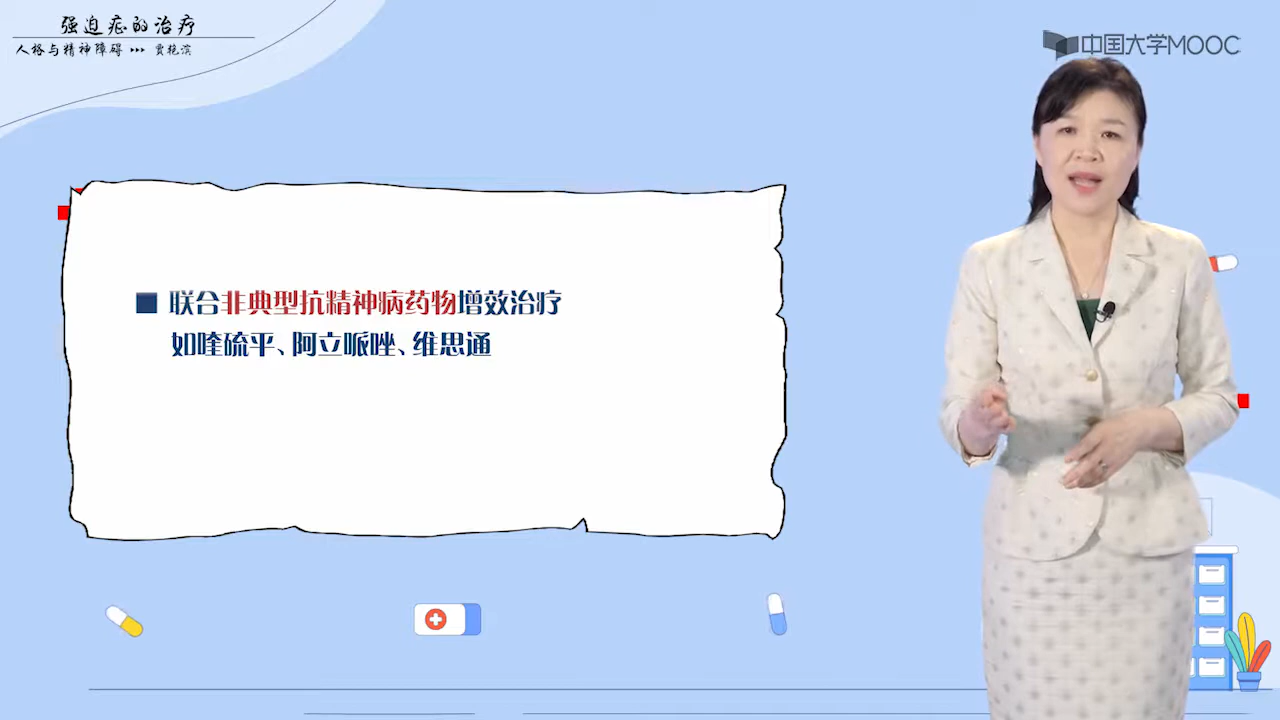 强迫症的治疗
人格与精神障碍 贾艳滨
中国大学MOOC
联合非典型抗精神病药物增效治疗
如喹硫平、阿立哌唑、维思通